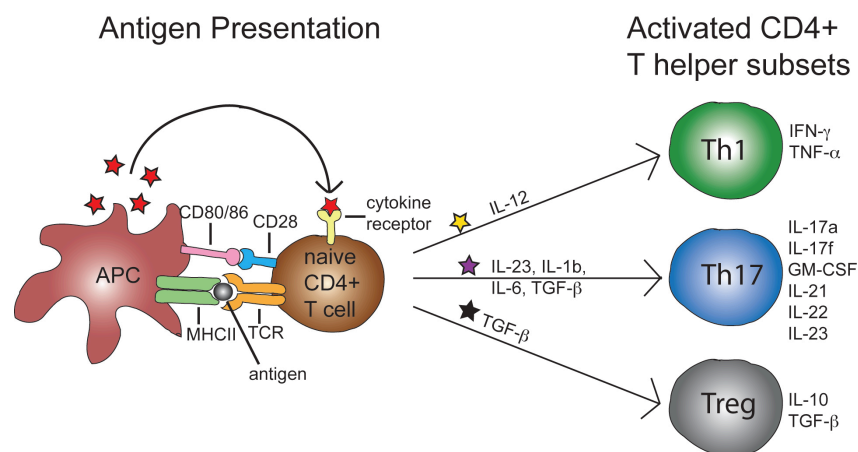 Antigen Presentation
Activated CD4+
T helper subsets
CD80/86
CD28
cytokine
receptor
APC
naive
CD4+
T cell
MHCII
TCR
antigen
IL-12
IL-23, IL-1b,
IL-6, TGF-β
TGF-β
Th1
IFN-γ
TNF-α
Th17
IL-17a
IL-17f
GM-CSF
IL-21
IL-22
IL-23
Treg
IL-10
TGF-β